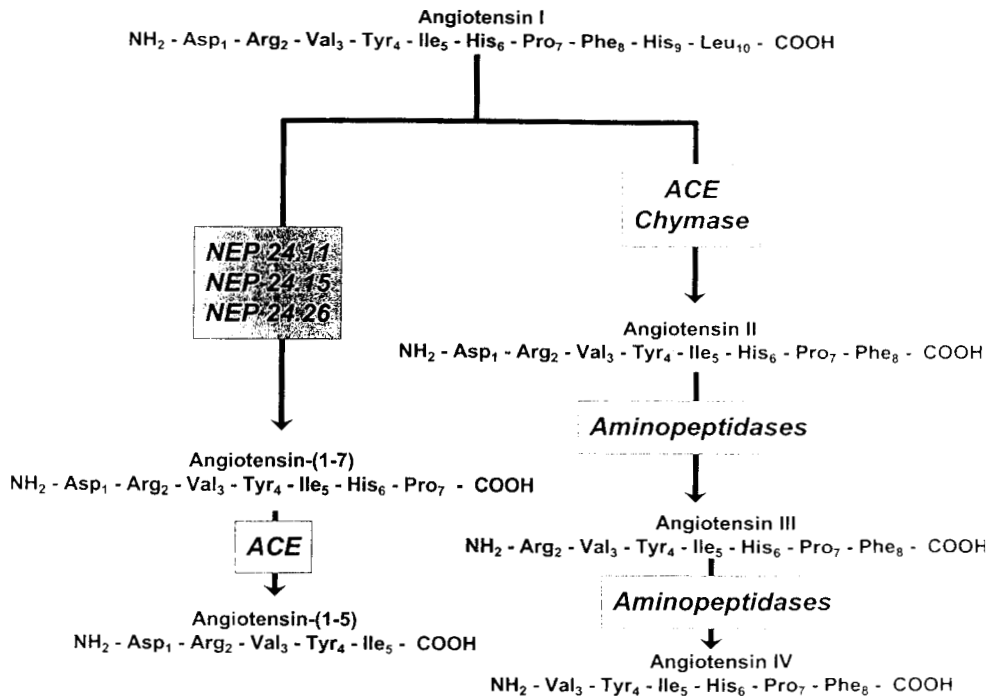 Angiotensin I
NH₂ - Asp₁ - Arg₂ - Val₃ - Tyr₄ - Ile₅ - His₆ - Pro₇ - Phe₈ - His₉ - Leu₁₀ - COOH
ACE
Chymase
NEP 24.11
NEP 24.15
NEP 24.26
Angiotensin II
NH₂ - Asp₁ - Arg₂ - Val₃ - Tyr₄ - Ile₅ - His₆ - Pro₇ - Phe₈ - COOH
Aminopeptidases
Angiotensin-(1-7)
NH₂ - Asp₁ - Arg₂ - Val₃ - Tyr₄ - Ile₅ - His₆ - Pro₇ - COOH
Angiotensin III
NH₂ - Arg₂ - Val₃ - Tyr₄ - Ile₅ - His₆ - Pro₇ - Phe₈ - COOH
ACE
Aminopeptidases
Angiotensin-(1-5)
NH₂ - Asp₁ - Arg₂ - Val₃ - Tyr₄ - Ile₅ - COOH
Angiotensin IV
NH₂ - Val₃ - Tyr₄ - Ile₅ - His₆ - Pro₇ - Phe₈ - COOH